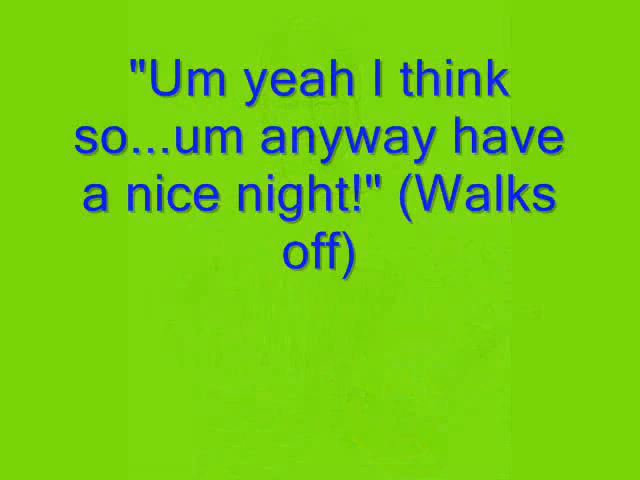 "Um yeah I think
so...um anyway have
a nice night!" (Walks
off)